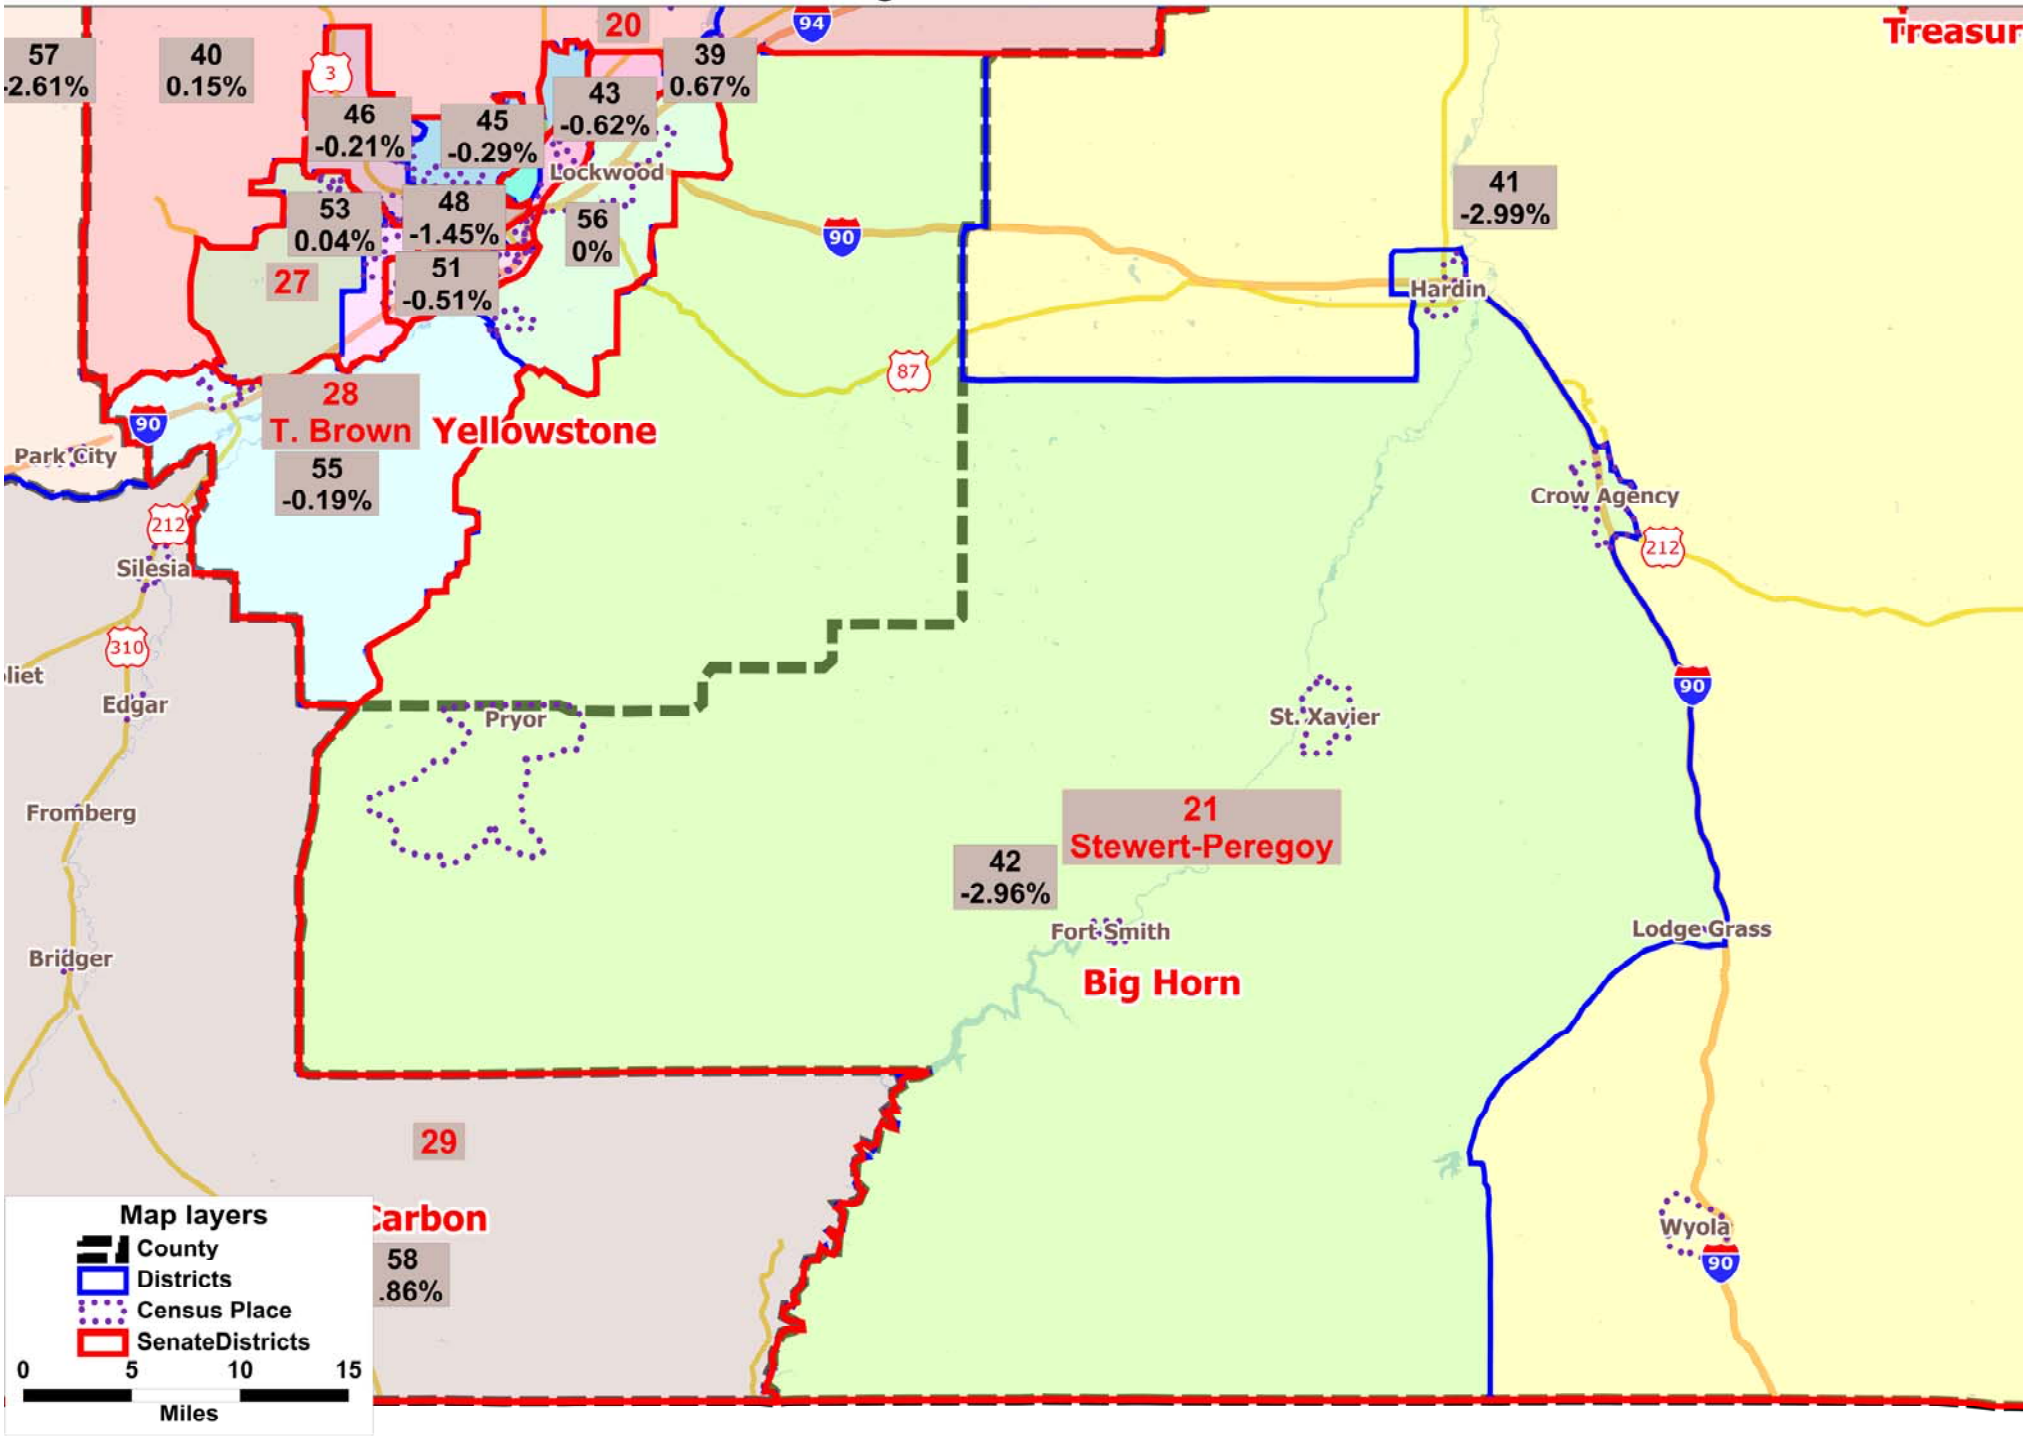 94
20
Treasur
57
-2.61%
40
0.15%
3
39
0.67%
43
-0.62%
46
-0.21%
45
-0.29%
Lockwood
41
-2.99%
53
0.04%
48
-1.45%
56
0%
90
27
51
-0.51%
Hardin
87
28
T. Brown
Yellowstone
90
Park City
55
-0.19%
Crow Agency
212
212
Silesia
310
liet
Edgar
90
Pryor
St. Xavier
Fromberg
21
Stewert-Peregoy
42
-2.96%
Fort Smith
Lodge Grass
Bridger
Big Horn
29
Carbon
58
.86%
Wyola
90
Map layers
County
Districts
Census Place
SenateDistricts
0 5 10 15
Miles